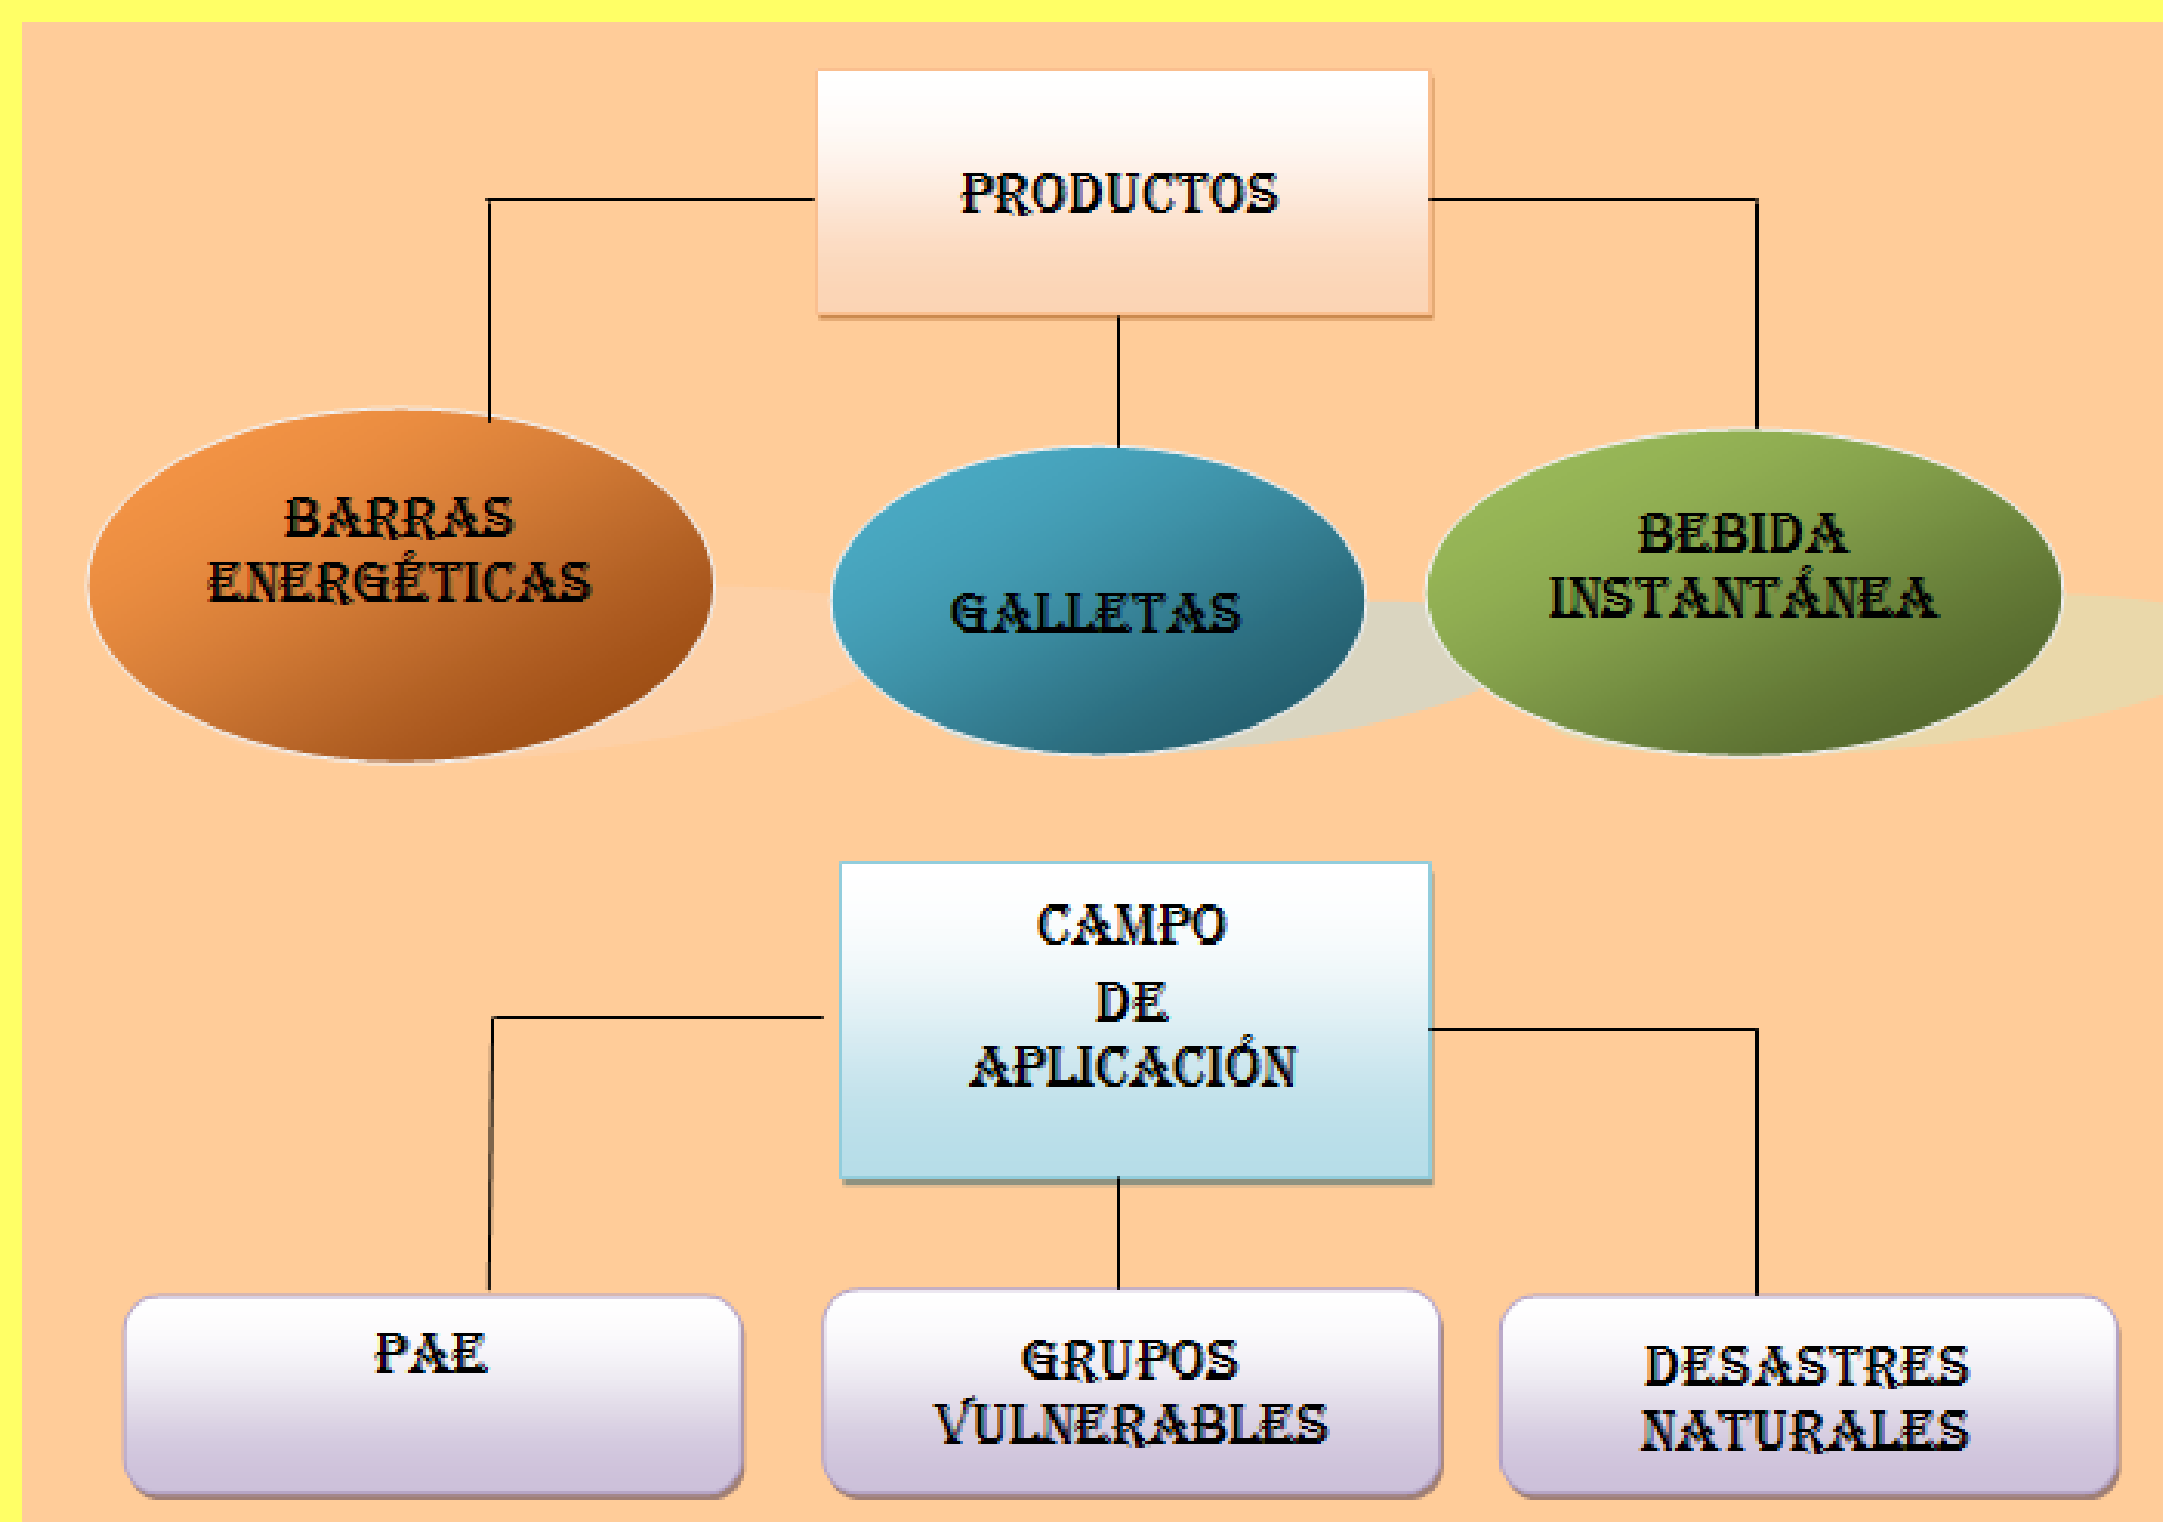 PRODUCTOS
BARRAS
ENERGÉTICAS
GALLETAS
BEBIDA
INSTANTÁNEA
CAMPO
DE
APLICACIÓN
PAE
GRUPOS
VULNERABLES
DESASTRES
NATURALES